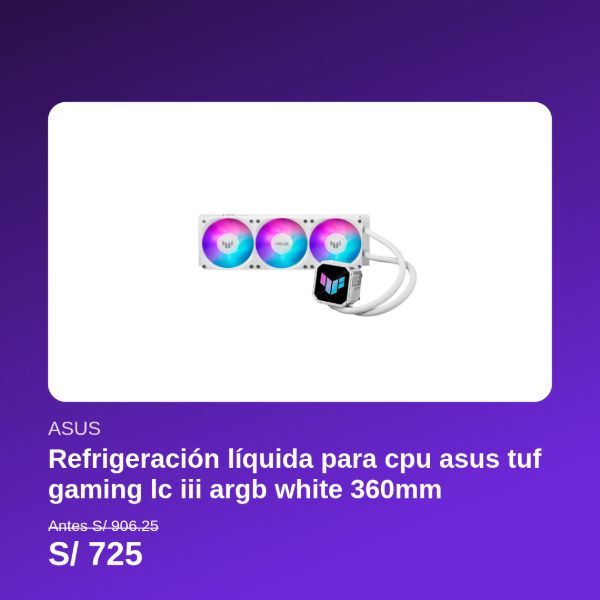 ASUS
Refrigeración líquida para cpu asus tuf
gaming lc iii argb white 360mm
Antes S/ 906.25
S/ 725